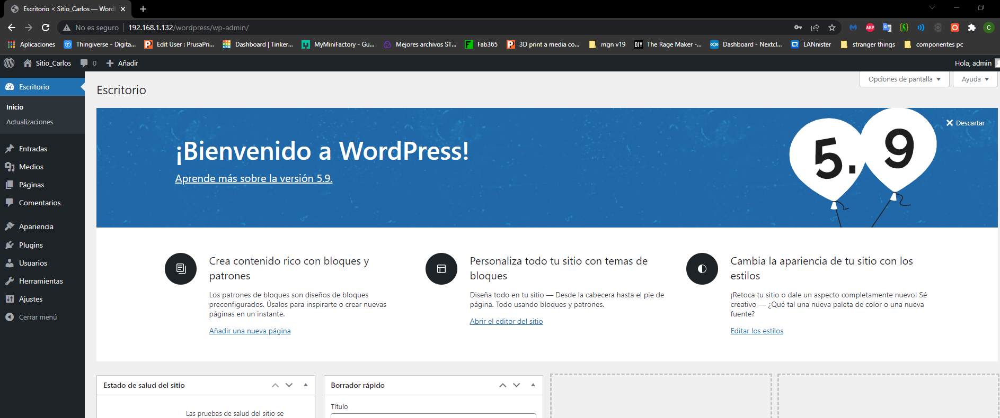 Escritorio < Sitio_Carlos — Word
No es seguro 192.168.1.132/wordpress/wp-admin/
ABP
C
Aplicaciones
Thingiverse - Digita...
Edit User : PrusaPri...
Dashboard | Tinker...
MyMiniFactory - Gu...
Mejores archivos ST...
Fab365
3D print a media co...
mgn v19
DIY The Rage Maker -...
Dashboard - Nextcl...
LANnister
stranger things
componentes pc
Sitio_Carlos
0
Añadir
Hola, admin
Escritorio
Inicio
Actualizaciones
Entradas
Medios
Páginas
Comentarios
Apariencia
Plugins
Usuarios
Herramientas
Ajustes
Cerrar menú
Opciones de pantalla
Ayuda
Escritorio
¡Bienvenido a WordPress!
Aprende más sobre la versión 5.9.
5.9
Descartar
Crea contenido rico con bloques y
patrones
Los patrones de bloques son diseños de bloques
preconfigurados. Úsalos para inspirarte o crear nuevas
páginas en un instante.
Añadir una nueva página
Personaliza todo tu sitio con temas de
bloques
Diseña todo en tu sitio — Desde la cabecera hasta el pie de
página. Todo usando bloques y patrones.
Abrir el editor del sitio
Cambia la apariencia de tu sitio con los
estilos
¡Retoca tu sitio o dale un aspecto completamente nuevo! Sé
creativo — ¿Qué tal una nueva paleta de color o una nueva
fuente?
Editar los estilos
Estado de salud del sitio
Las pruebas de salud del sitio se
Borrador rápido
Título